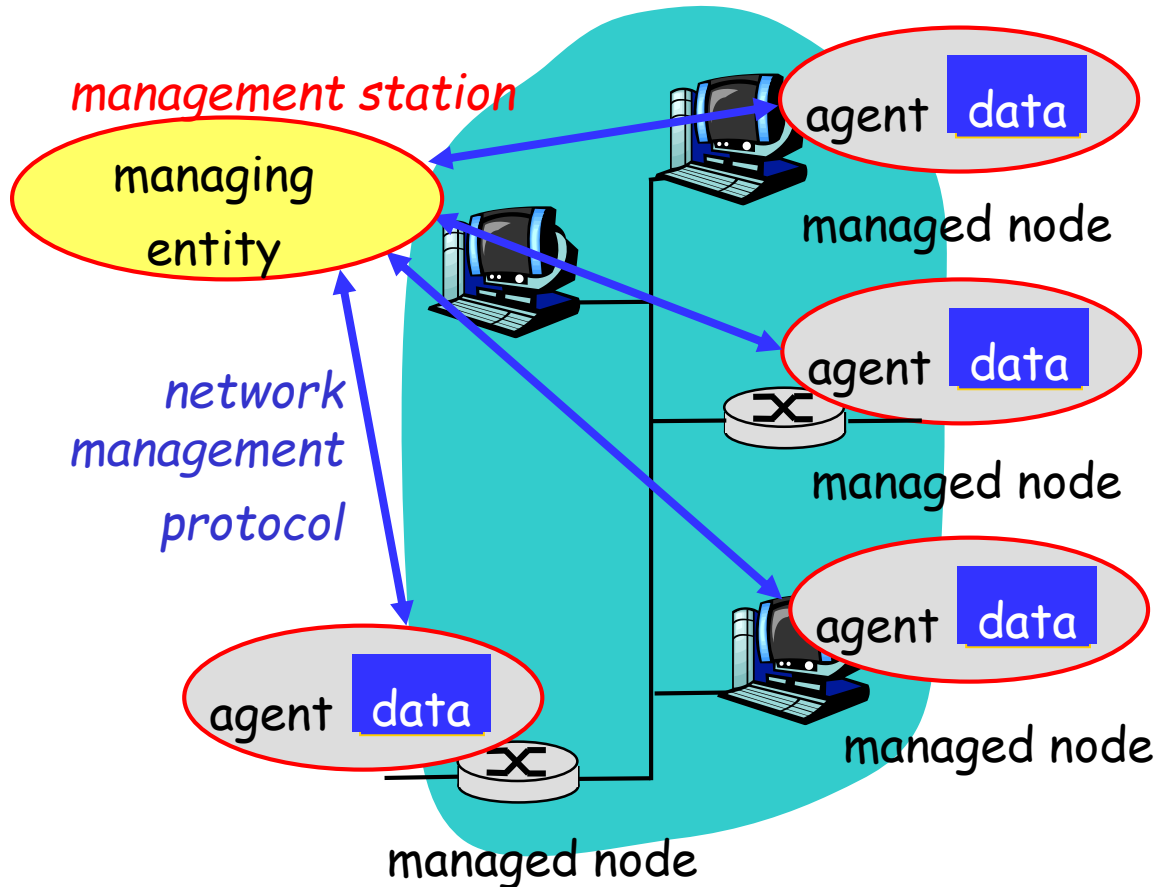 management station
managing
entity
agent data
managed node
agent data
managed node
network
management
protocol
agent data
managed node
agent data
managed node